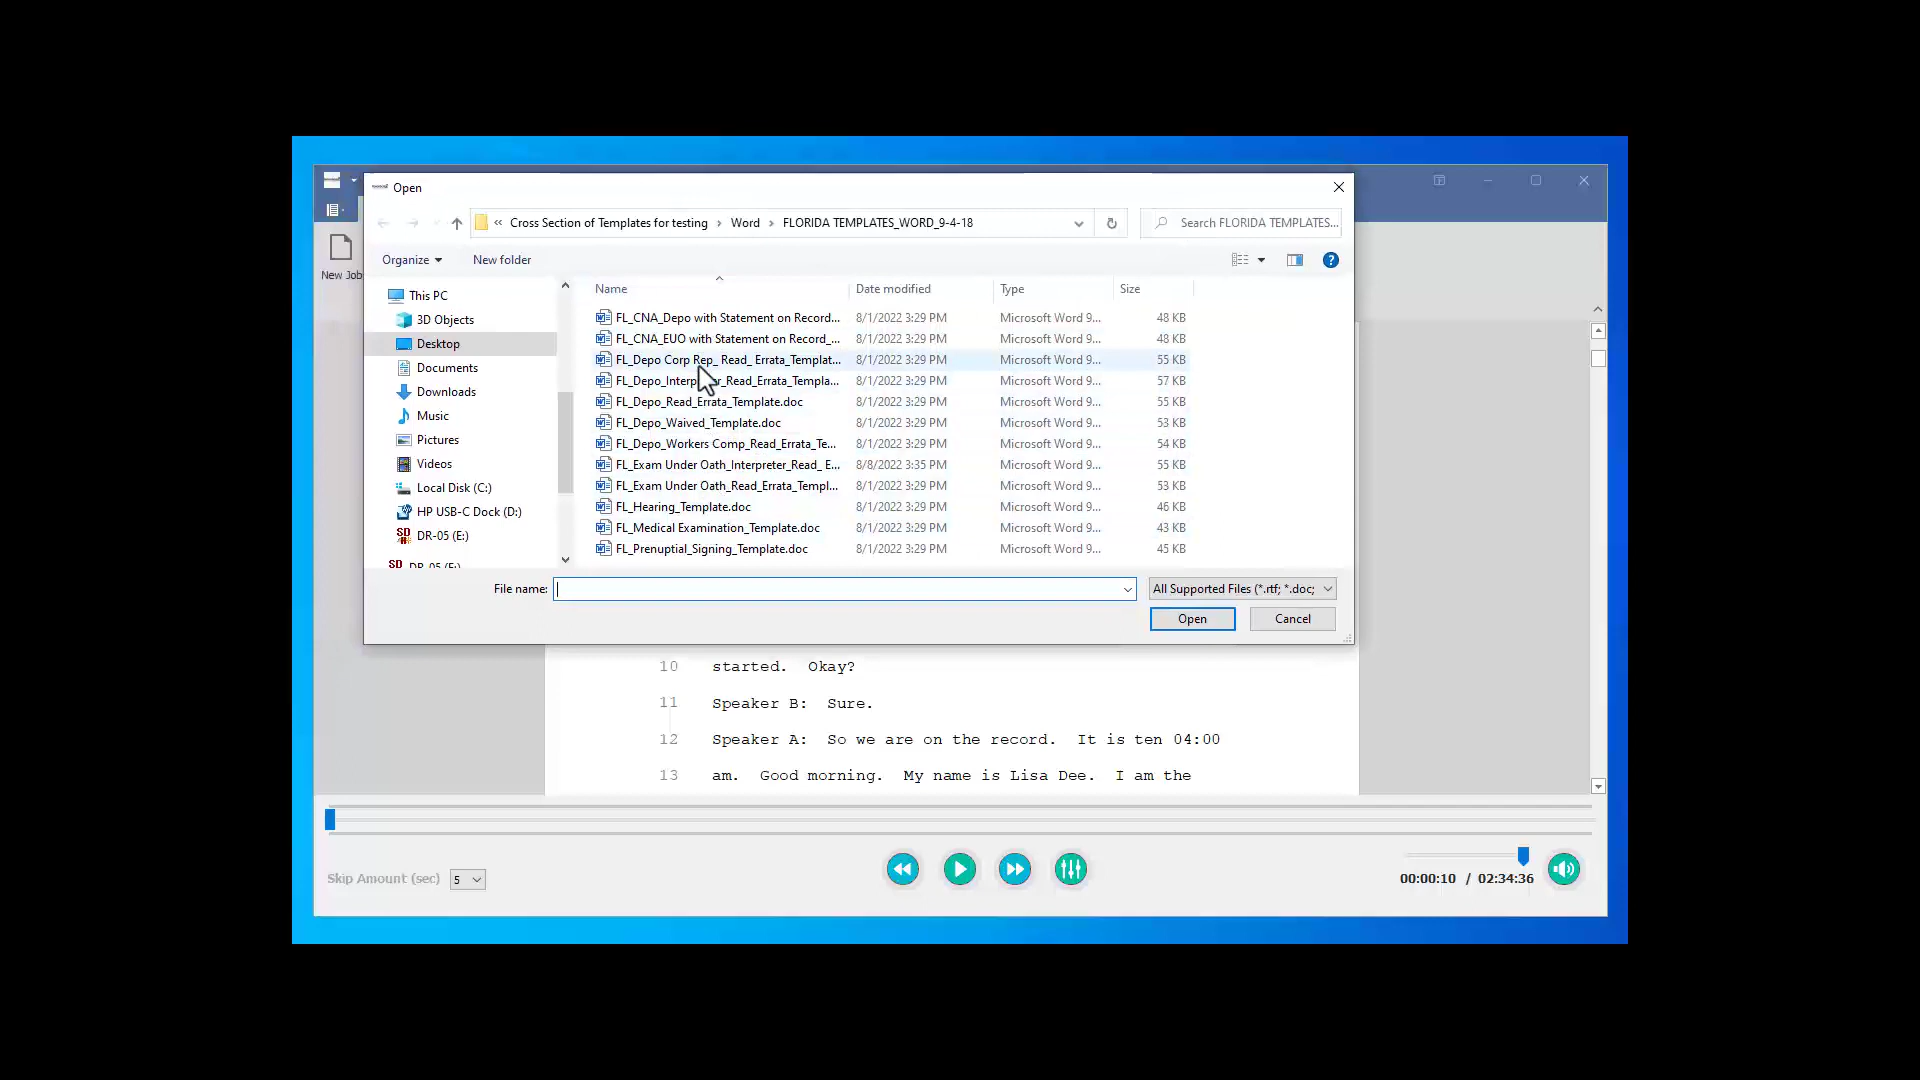 Open
« Cross Section of Templates for testing › Word › FLORIDA TEMPLATES_WORD_9-4-18
Search FLORIDA TEMPLATES...
Organize
New folder
?
New Job
This PC
3D Objects
Desktop
Documents
Downloads
Music
Pictures
Videos
Local Disk (C:)
HP USB-C Dock (D:)
DR-05 (E:)
DR-05 (E:)
Name Date modified Type Size
FL_CNA_Depo with Statement on Record... 8/1/2022 3:29 PM Microsoft Word 9... 48 KB
FL_CNA_EUO with Statement on Record_... 8/1/2022 3:29 PM Microsoft Word 9... 48 KB
FL_Depo Corp Rep_ Read_ Errata_Templat... 8/1/2022 3:29 PM Microsoft Word 9... 55 KB
FL_Depo_Interpreter_Read_Errata_Templa... 8/1/2022 3:29 PM Microsoft Word 9... 57 KB
FL_Depo_Read_Errata_Template.doc 8/1/2022 3:29 PM Microsoft Word 9... 55 KB
FL_Depo_Waived_Template.doc 8/1/2022 3:29 PM Microsoft Word 9... 53 KB
FL_Depo_Workers Comp_Read_Errata_Te... 8/1/2022 3:29 PM Microsoft Word 9... 54 KB
FL_Exam Under Oath_Interpreter_Read_ E... 8/8/2022 3:35 PM Microsoft Word 9... 55 KB
FL_Exam Under Oath_Read_Errata_Templ... 8/1/2022 3:29 PM Microsoft Word 9... 53 KB
FL_Hearing_Template.doc 8/1/2022 3:29 PM Microsoft Word 9... 46 KB
FL_Medical Examination_Template.doc 8/1/2022 3:29 PM Microsoft Word 9... 43 KB
FL_Prenuptial_Signing_Template.doc 8/1/2022 3:29 PM Microsoft Word 9... 45 KB
File name:
All Supported Files (*.rtf; *.doc;
Open
Cancel
10 started. Okay?
11 Speaker B: Sure.
12 Speaker A: So we are on the record. It is ten 04:00
13 am. Good morning. My name is Lisa Dee. I am the
Skip Amount (sec) 5
00:00:10 / 02:34:36